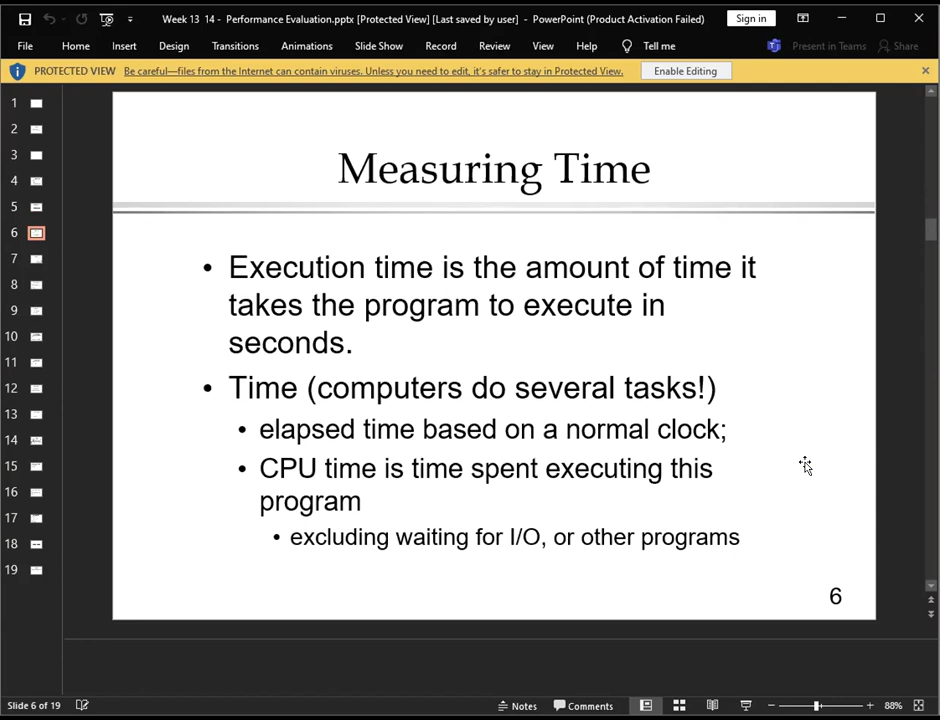 Week 13 14 - Performance Evaluation.pptx [Protected View] [Last saved by user] - PowerPoint (Product Activation Failed)
Sign in
File Home Insert Design Transitions Animations Slide Show Record Review View Help Tell me Present in Teams Share
PROTECTED VIEW Be careful—files from the Internet can contain viruses. Unless you need to edit, it's safer to stay in Protected View. Enable Editing
1
2
3
4
5
6
7
8
9
10
11
12
13
14
15
16
17
18
19
Measuring Time
• Execution time is the amount of time it
takes the program to execute in
seconds.
• Time (computers do several tasks!)
• elapsed time based on a normal clock;
• CPU time is time spent executing this
program
• excluding waiting for I/O, or other programs
6
Slide 6 of 19 Notes Comments 88%